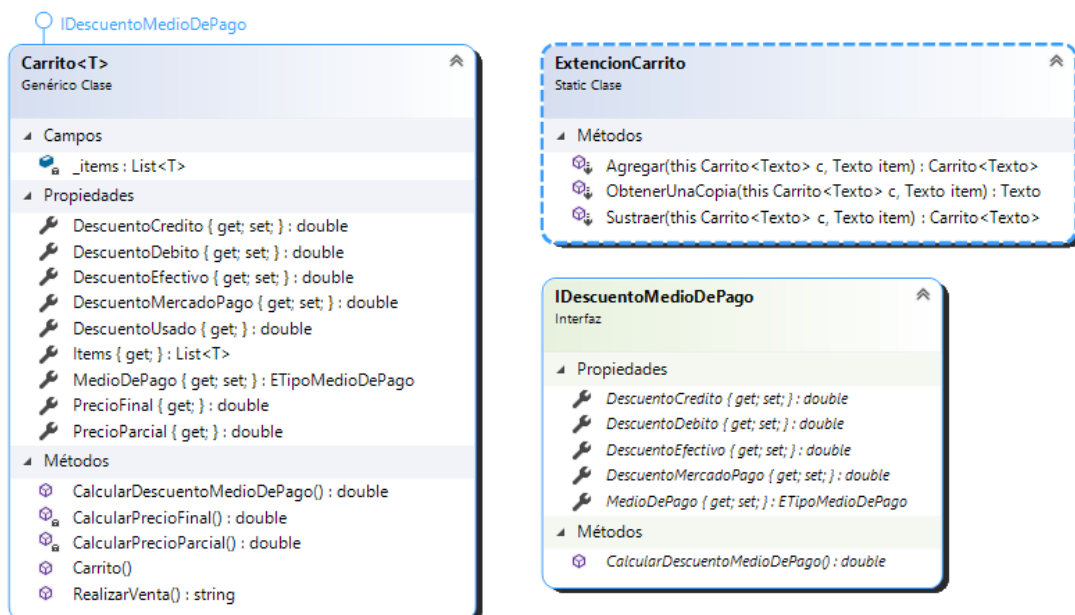 IDescuentoMedioDePago
Carrito<T>
Genérico Clase
Campos
_items : List<T>
Propiedades
DescuentoCredito { get; set; } : double
DescuentoDebito { get; set; } : double
DescuentoEfectivo { get; set; } : double
DescuentoMercadoPago { get; set; } : double
DescuentoUsado { get; set; } : double
Items { get; } : List<T>
MedioDePago { get; set; } : ETipoMedioDePago
PrecioFinal { get; } : double
PrecioParcial { get; } : double
Métodos
CalcularDescuentoMedioDePago() : double
CalcularPrecioFinal() : double
CalcularPrecioParcial() : double
Carrito()
RealizarVenta() : string
ExtencionCarrito
Static Clase
Métodos
Agregar(this Carrito<Texto> c, Texto item) : Carrito<Texto>
ObtenerUnaCopia(this Carrito<Texto> c, Texto item) : Texto
Sustraer(this Carrito<Texto> c, Texto item) : Carrito<Texto>
IDescuentoMedioDePago
Interfaz
Propiedades
DescuentoCredito { get; set; } : double
DescuentoDebito { get; set; } : double
DescuentoEfectivo { get; set; } : double
DescuentoMercadoPago { get; set; } : double
MedioDePago { get; set; } : ETipoMedioDePago
Métodos
CalcularDescuentoMedioDePago() : double